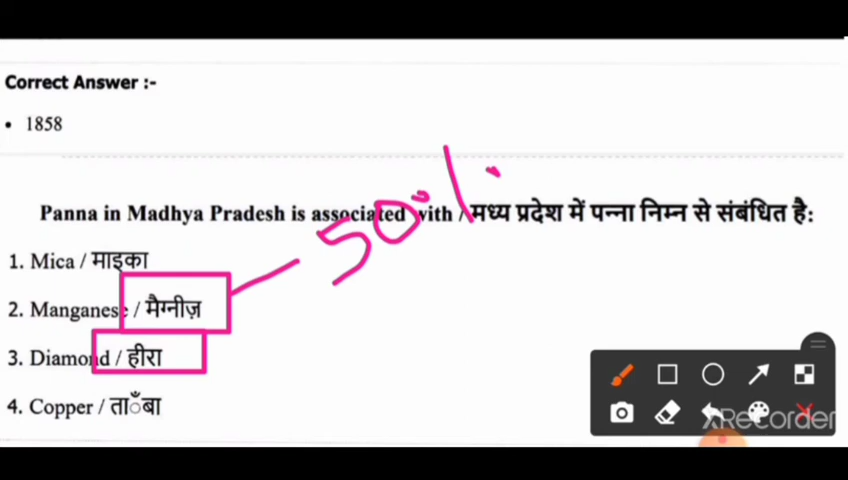 Correct Answer :-
• 1858
50%
Panna in Madhya Pradesh is associated with / मध्य प्रदेश में पन्ना निम्न से संबंधित है:
1. Mica / माइका
2. Manganese / मैग्नीज़
3. Diamond / हीरा
4. Copper / ताँबा
XRecorder